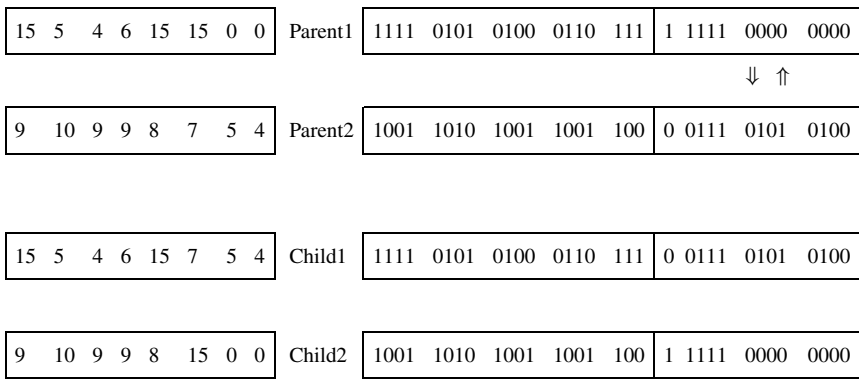 15 5 4 6 15 15 0 0 Parent1 1111 0101 0100 0110 111 1 1111 0000 0000
⇓ ⇑
9 10 9 9 8 7 5 4 Parent2 1001 1010 1001 1001 100 0 0111 0101 0100
15 5 4 6 15 7 5 4 Child1 1111 0101 0100 0110 111 0 0111 0101 0100
9 10 9 9 8 15 0 0 Child2 1001 1010 1001 1001 100 1 1111 0000 0000